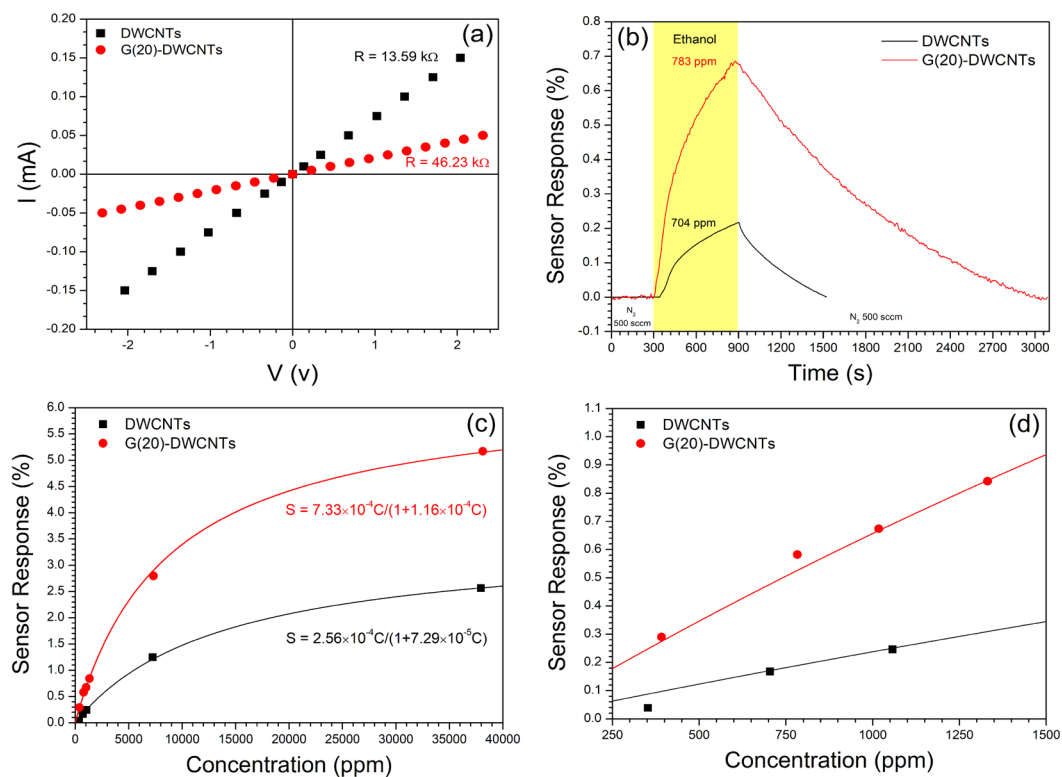 (a)
DWCNTs
G(20)-DWCNTs
R = 13.59 kΩ
R = 46.23 kΩ
0.20
0.15
0.10
0.05
0.00
-0.05
-0.10
-0.15
-0.20
I (mA)
-2
-1
0
1
2
V (v)
(b)
Ethanol
783 ppm
704 ppm
DWCNTs
G(20)-DWCNTs
N2
500 sccm
N2 500 sccm
0.8
0.7
0.6
0.5
0.4
0.3
0.2
0.1
0.0
-0.1
Sensor Response (%)
0
300
600
900
1200
1500
1800
2100
2400
2700
3000
Time (s)
(c)
DWCNTs
G(20)-DWCNTs
S = 7.33×10⁻⁴C/(1+1.16×10⁻⁴C)
S = 2.56×10⁻⁴C/(1+7.29×10⁻⁵C)
6.0
5.5
5.0
4.5
4.0
3.5
3.0
2.5
2.0
1.5
1.0
0.5
0.0
Sensor Response (%)
0
5000
10000
15000
20000
25000
30000
35000
40000
Concentration (ppm)
(d)
DWCNTs
G(20)-DWCNTs
1.1
1.0
0.9
0.8
0.7
0.6
0.5
0.4
0.3
0.2
0.1
0.0
Sensor Response (%)
250
500
750
1000
1250
1500
Concentration (ppm)